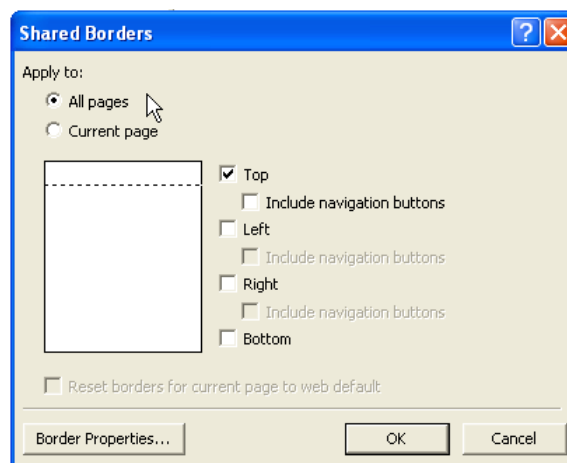 Shared Borders
Apply to:
All pages
Current page
Top
Include navigation buttons
Left
Include navigation buttons
Right
Include navigation buttons
Bottom
Reset borders for current page to web default
Border Properties...
OK
Cancel